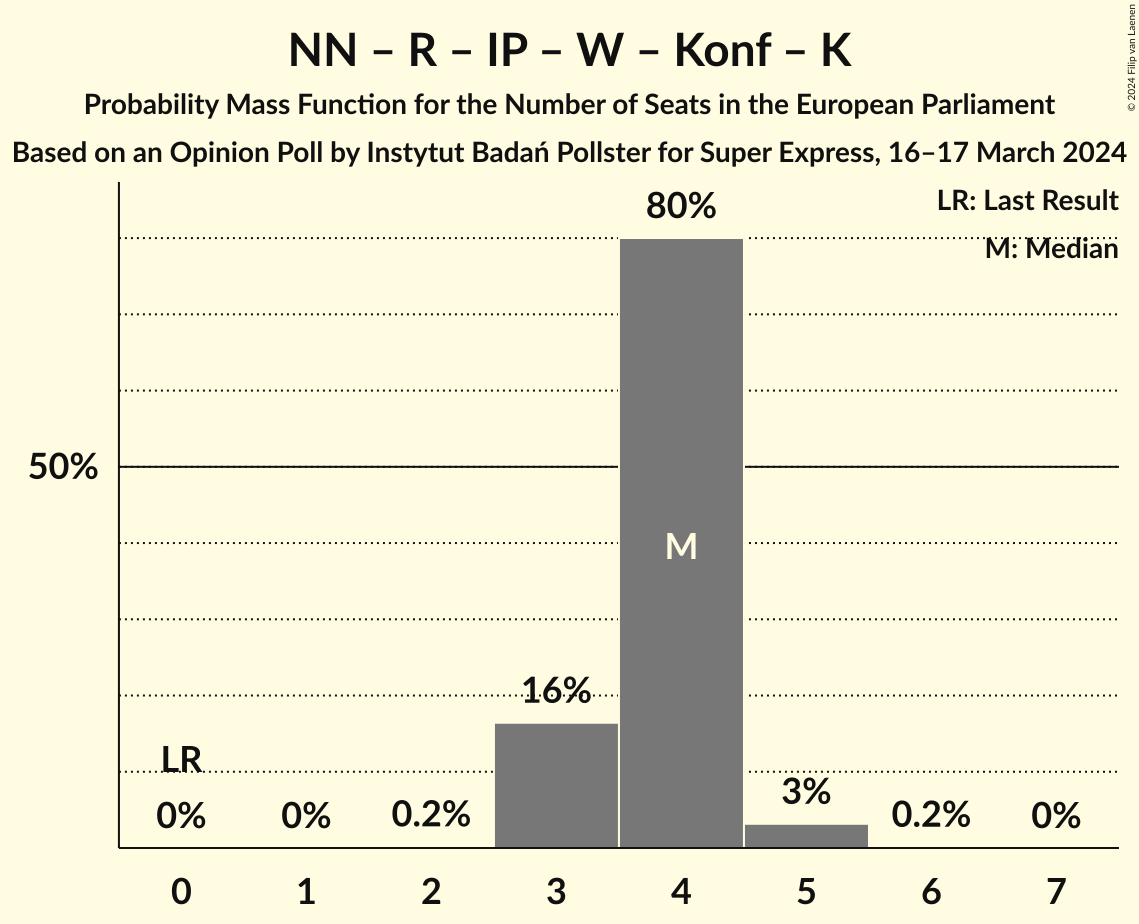 NN – R – IP – W – Konf – K
Probability Mass Function for the Number of Seats in the European Parliament
Based on an Opinion Poll by Instytut Badań Pollster for Super Express, 16–17 March 2024
© 2024 Filip van Laenen
LR: Last Result
M: Median
80%
50%
M
16%
LR
3%
0%
0%
0.2%
0.2%
0%
0 1 2 3 4 5 6 7